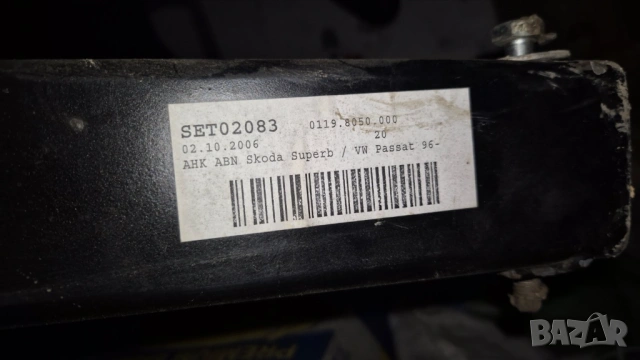 SET02083 0119.8050.000
02.10.2006 20
AHK ABN Skoda Superb / VW Passat 96-
BAZAR